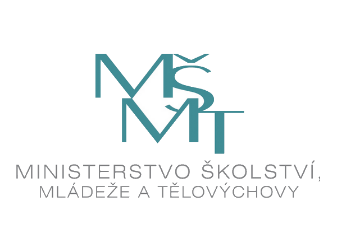 MŠ
MT
MINISTERSTVO ŠKOLSTVÍ,
MLÁDEŽE A TĚLOVÝCHOVY